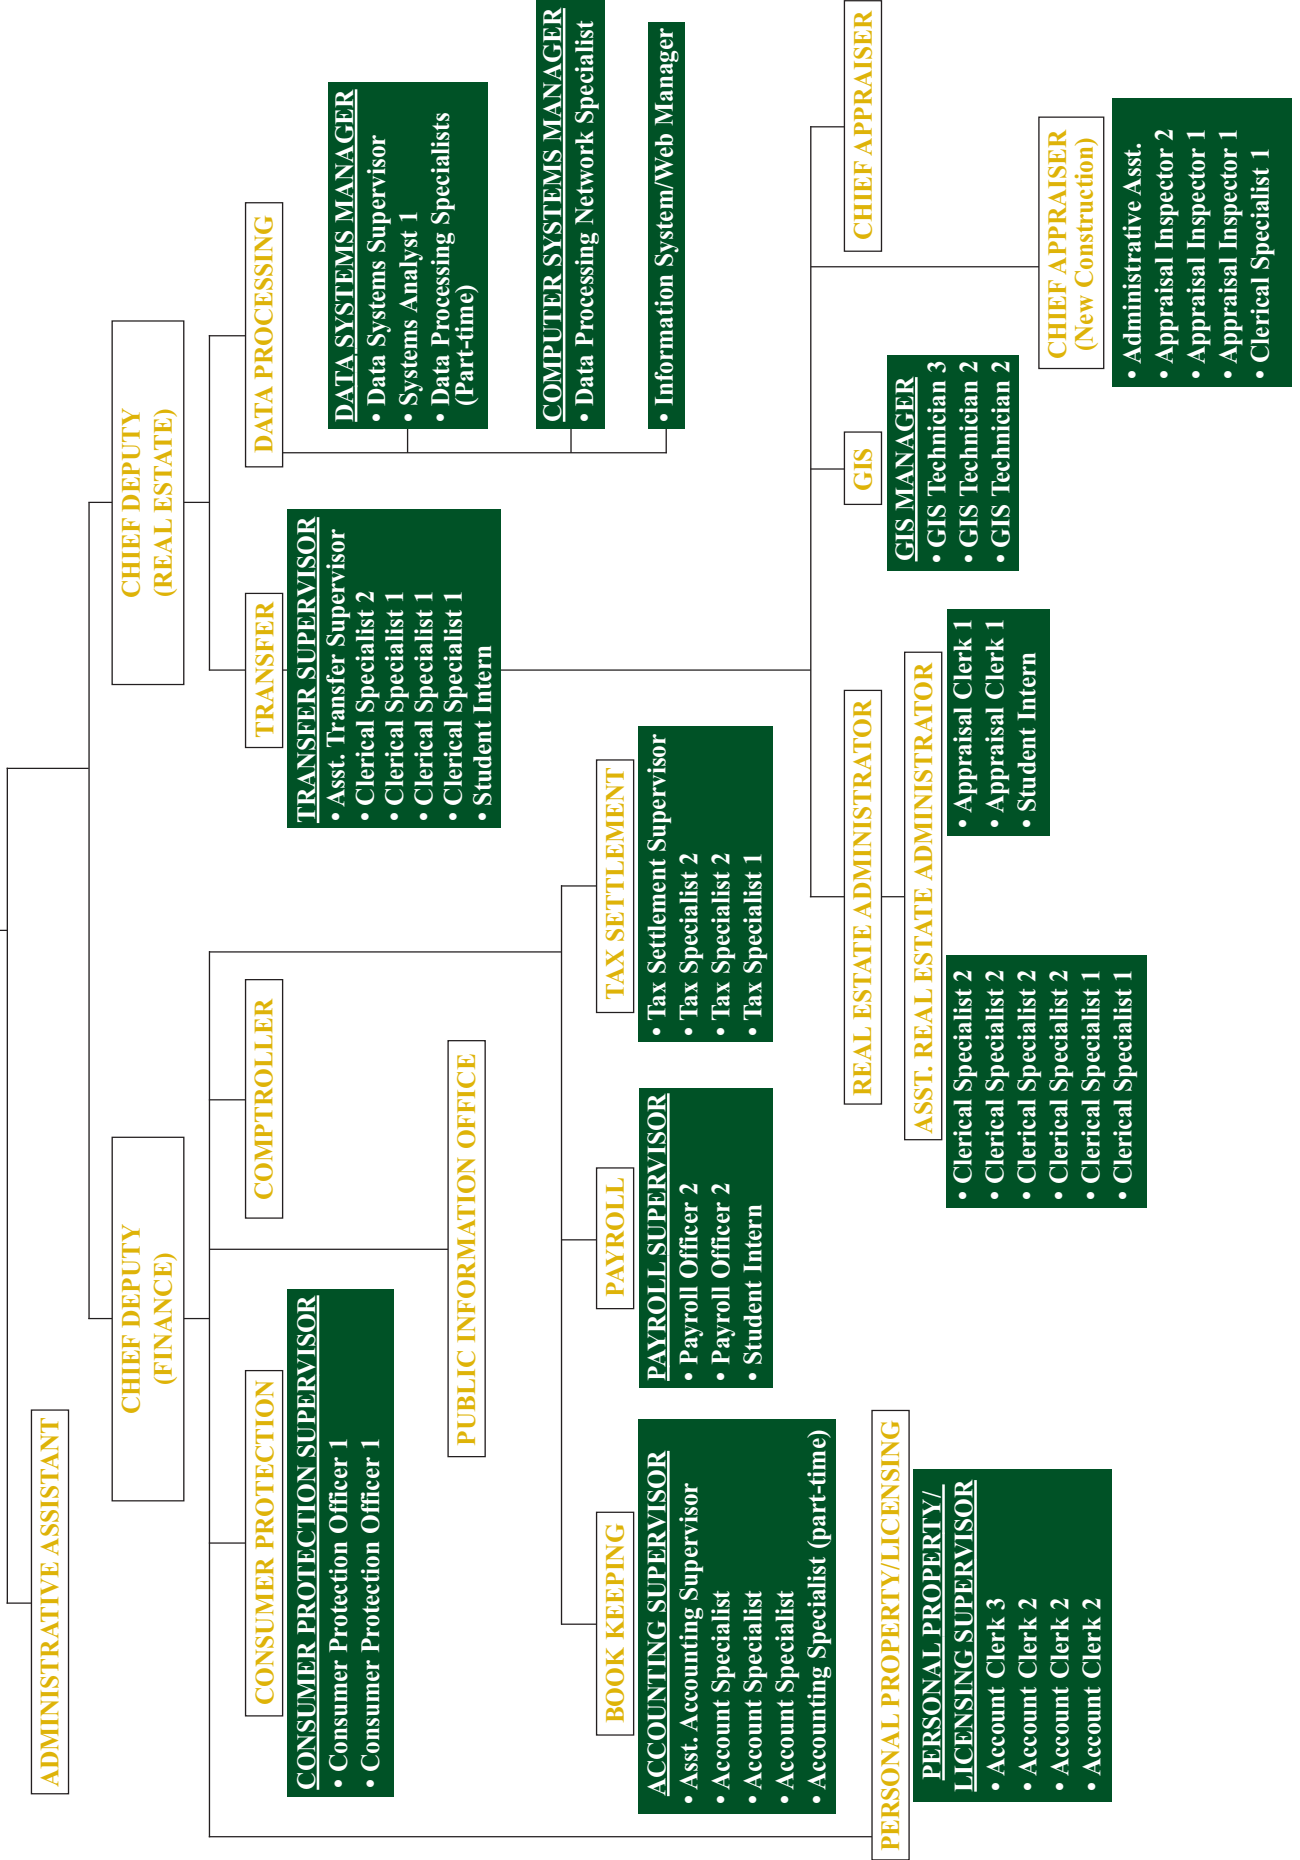 ADMINISTRATIVE ASSISTANT
CHIEF DEPUTY
(FINANCE)
CHIEF DEPUTY
(REAL ESTATE)
CONSUMER PROTECTION
CONSUMER PROTECTION SUPERVISOR
• Consumer Protection Officer 1
• Consumer Protection Officer 1
COMPTROLLER
TRANSFER
TRANSFER SUPERVISOR
• Asst. Transfer Supervisor
• Clerical Specialist 2
• Clerical Specialist 1
• Clerical Specialist 1
• Clerical Specialist 1
• Student Intern
DATA PROCESSING
DATA SYSTEMS MANAGER
• Data Systems Supervisor
• Systems Analyst 1
• Data Processing Specialists
(Part-time)
COMPUTER SYSTEMS MANAGER
• Data Processing Network Specialist
• Information System/Web Manager
PUBLIC INFORMATION OFFICE
BOOK KEEPING
ACCOUNTING SUPERVISOR
• Asst. Accounting Supervisor
• Account Specialist
• Account Specialist
• Account Specialist
• Accounting Specialist (part-time)
PAYROLL
PAYROLL SUPERVISOR
• Payroll Officer 2
• Payroll Officer 2
• Student Intern
TAX SETTLEMENT
• Tax Settlement Supervisor
• Tax Specialist 2
• Tax Specialist 2
• Tax Specialist 1
PERSONAL PROPERTY/LICENSING
PERSONAL PROPERTY/
LICENSING SUPERVISOR
• Account Clerk 3
• Account Clerk 2
• Account Clerk 2
• Account Clerk 2
REAL ESTATE ADMINISTRATOR
ASST. REAL ESTATE ADMINISTRATOR
• Clerical Specialist 2
• Clerical Specialist 2
• Clerical Specialist 2
• Clerical Specialist 2
• Clerical Specialist 1
• Clerical Specialist 1
• Appraisal Clerk 1
• Appraisal Clerk 1
• Student Intern
GIS
GIS MANAGER
• GIS Technician 3
• GIS Technician 2
• GIS Technician 2
CHIEF APPRAISER
CHIEF APPRAISER
(New Construction)
• Administrative Asst.
• Appraisal Inspector 2
• Appraisal Inspector 1
• Appraisal Inspector 1
• Clerical Specialist 1